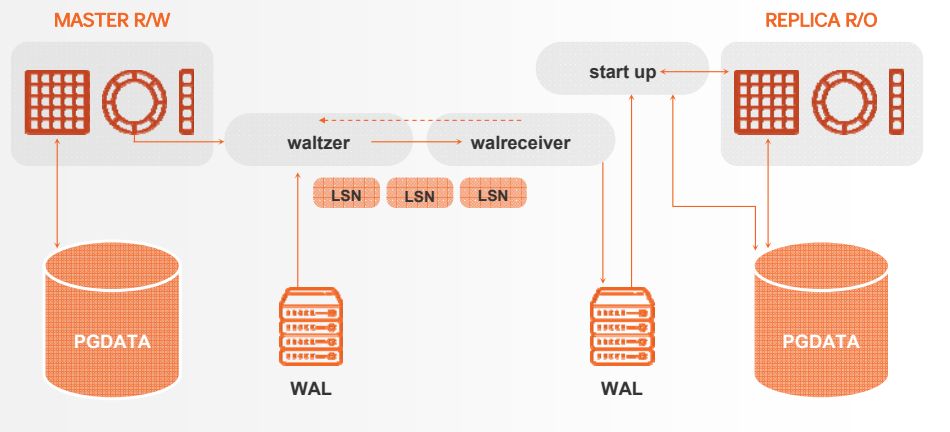 MASTER R/W
REPLICA R/O
start up
waltzer
walreceiver
LSN
LSN
LSN
PGDATA
PGDATA
WAL
WAL